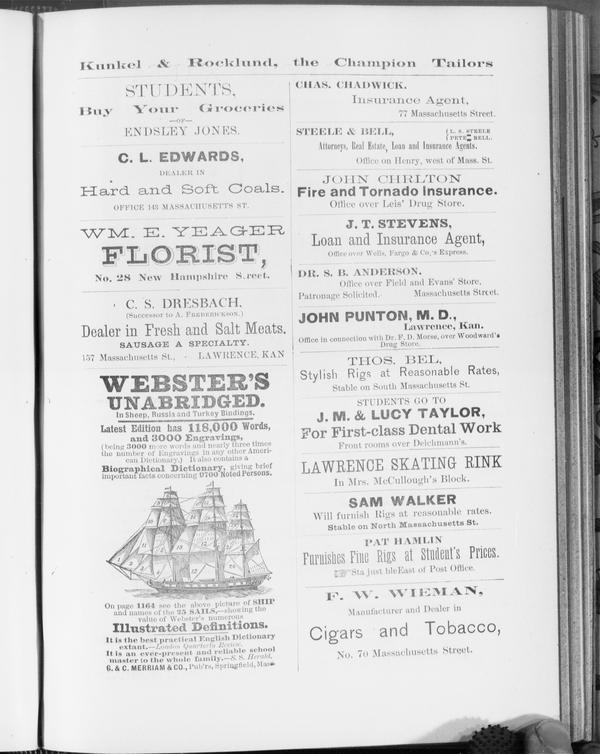 Kunkel & Rocklund, the Champion Tailors
STUDENTS,
Buy Your Groceries
—OF—
ENDSLEY JONES.
C. L. EDWARDS,
DEALER IN
Hard and Soft Coals.
OFFICE 143 MASSACHUSETTS ST.
WM. E. YEAGER
FLORIST,
No. 28 New Hampshire S.reet.
C. S. DRESBACH,
(Successor to A. FREDERICKSON.)
Dealer in Fresh and Salt Meats.
SAUSAGE A SPECIALTY.
157 Massachusetts St., - LAWRENCE, KAN
WEBSTER'S
UNABRIDGED.
In Sheep, Russia and Turkey Bindings.
Latest Edition has 118,000 Words,
and 3000 Engravings,
(being 3000 more words and nearly three times
the number of Engravings in any other Ameri-
can Dictionary.) It also contains a
Biographical Dictionary, giving brief
important facts concerning 9700 Noted Persons.
On page 1164 see the above picture of SHIP
and names of the 25 SAILS,—showing the
value of Webster's numerous
Illustrated Definitions.
It is the best practical English Dictionary
extant.—London Quarterly Review.
It is an ever-present and reliable school
master to the whole family.—S. S. Herald.
G. & C. MERRIAM & CO., Pub'rs, Springfield, Mass
CHAS. CHADWICK.
Insurance Agent,
77 Massachusetts Street.
STEELE & BELL, { L. S. STEELE
{ PETE BELL.
Attorneys, Real Estate, Loan and Insurance Agents.
Office on Henry, west of Mass. St.
JOHN CHRLTON
Fire and Tornado Insurance.
Office over Leis' Drug Store.
J. T. STEVENS,
Loan and Insurance Agent,
Office over Wells, Fargo & Co,'s Express.
DR. S. B. ANDERSON.
Office over Field and Evans' Store,
Patronage Solicited. Massachusetts Street.
JOHN PUNTON, M. D.,
Lawrence, Kan.
Office in connection with Dr. F. D. Morse, over Woodward's
Drug Store.
THOS. BEL,
Stylish Rigs at Reasonable Rates,
Stable on South Massachusetts St.
STUDENTS GO TO
J. M. & LUCY TAYLOR,
For First-class Dental Work
Front rooms over Deichmann's.
LAWRENCE SKATING RINK
In Mrs. McCullough's Block.
SAM WALKER
Will furnish Rigs at reasonable rates.
Stable on North Massachusetts St.
PAT HAMLIN
Furnishes Fine Rigs at Student's Prices.
☞ Sta just bleEast of Post Office.
F. W. WIEMAN,
Manufacturer and Dealer in
Cigars and Tobacco,
No. 70 Massachusetts Street.